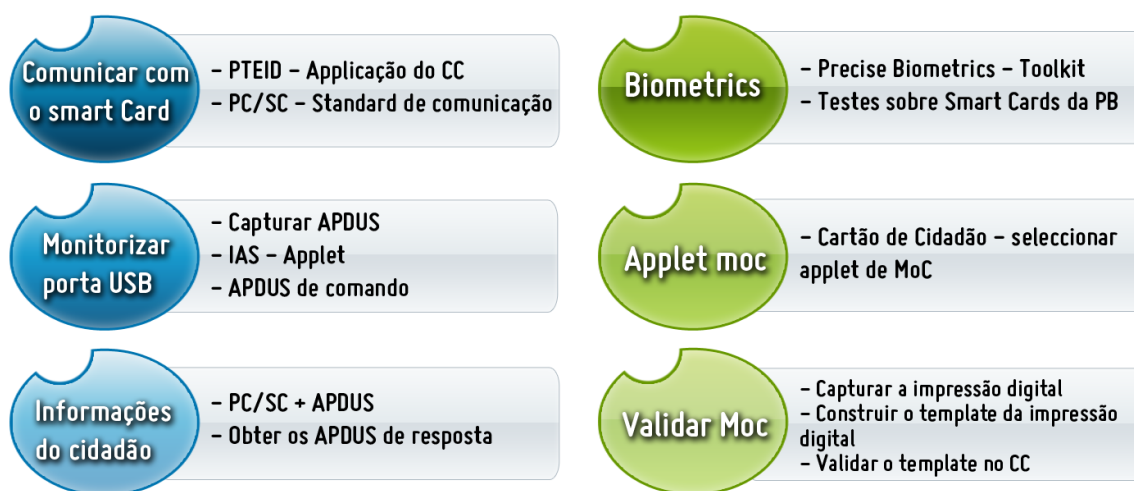 Comunicar com
o smart Card
- PTEID - Applicação do CC
- PC/SC - Standard de comunicação
Monitorizar
porta USB
- Capturar APDUS
- IAS - Applet
- APDUS de comando
Informações
do cidadão
- PC/SC + APDUS
- Obter os APDUS de resposta
Biometrics
- Precise Biometrics - Toolkit
- Testes sobre Smart Cards da PB
Applet moc
- Cartão de Cidadão - seleccionar
applet de MoC
Validar Moc
- Capturar a impressão digital
- Construir o template da impressão
digital
- Validar o template no CC